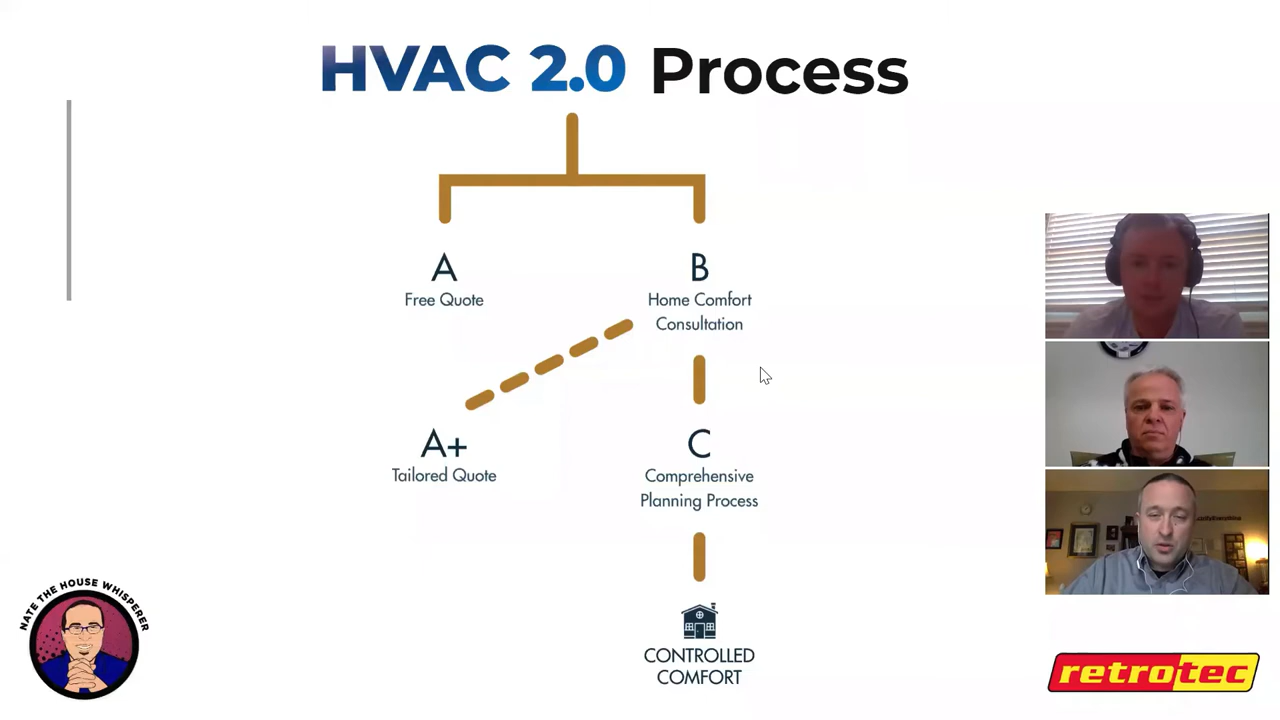 HVAC 2.0 Process
A
Free Quote
B
Home Comfort
Consultation
A+
Tailored Quote
C
Comprehensive
Planning Process
CONTROLLED
COMFORT
NATE THE HOUSE WHISPERER
retrotec